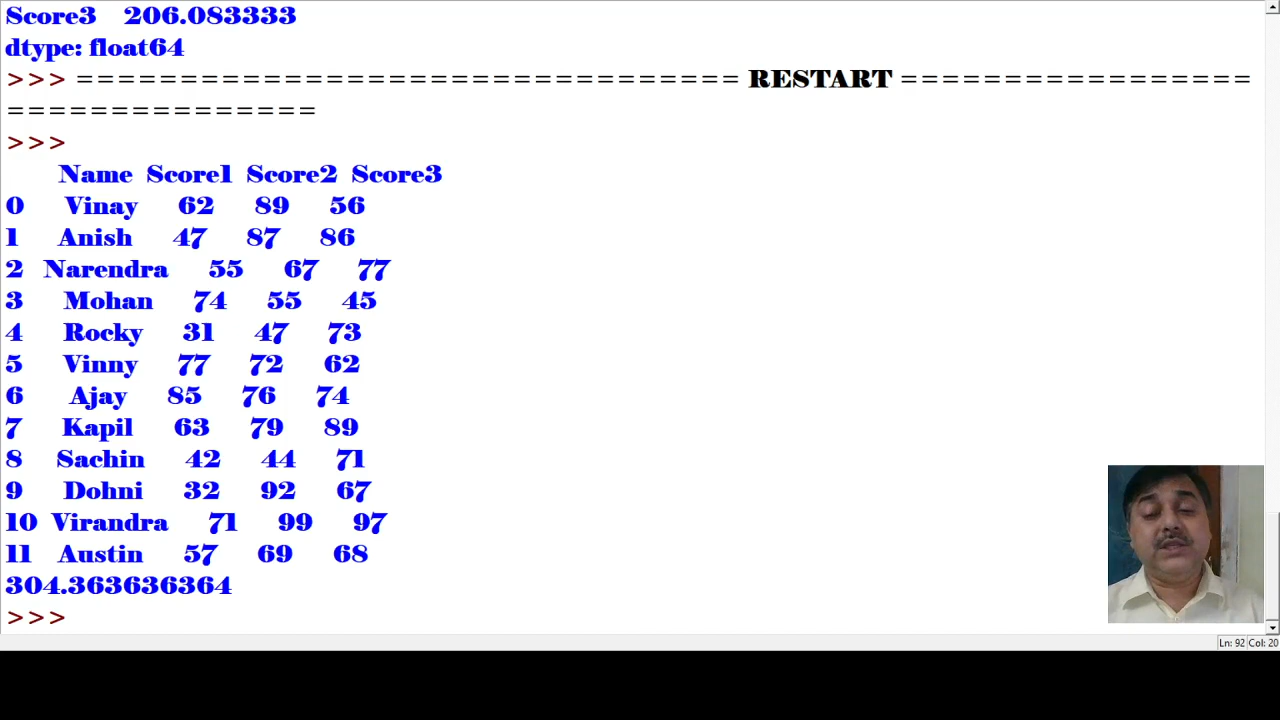 Score3 206.083333
dtype: float64
>>> ================================ RESTART =================
===============
>>>
Name Score1 Score2 Score3
0 Vinay 62 89 56
1 Anish 47 87 86
2 Narendra 55 67 77
3 Mohan 74 55 45
4 Rocky 31 47 73
5 Vinny 77 72 62
6 Ajay 85 76 74
7 Kapil 63 79 89
8 Sachin 42 44 71
9 Dohni 32 92 67
10 Virandra 71 99 97
11 Austin 57 69 68
304.363636364
>>>
Ln: 92 Col: 20